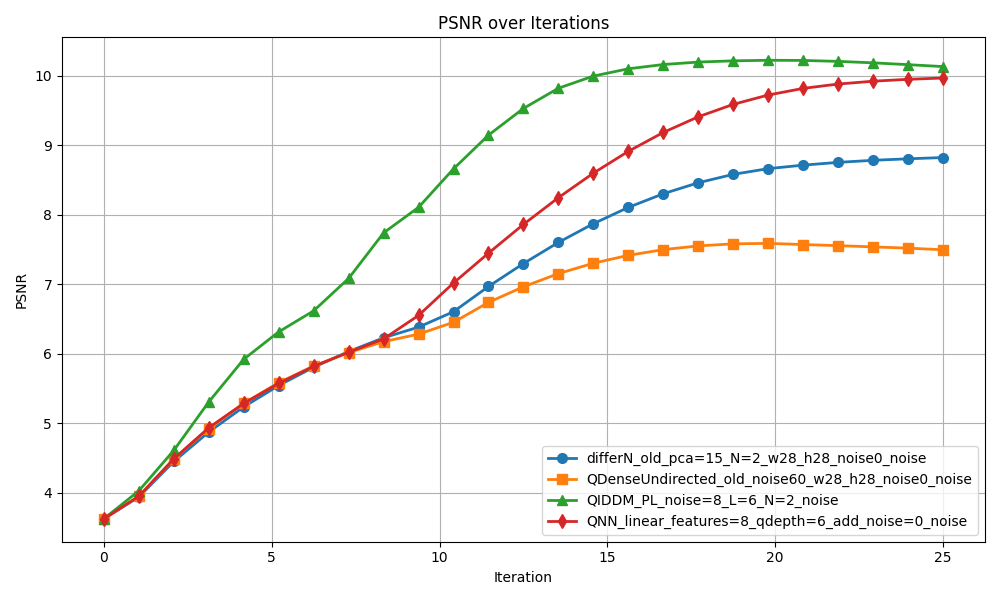 PSNR over Iterations
PSNR
10
9
8
7
6
5
4
0
5
10
15
20
25
Iteration
differN_old_pca=15_N=2_w28_h28_noise0_noise
QDenseUndirected_old_noise60_w28_h28_noise0_noise
QIDDM_PL_noise=8_L=6_N=2_noise
QNN_linear_features=8_qdepth=6_add_noise=0_noise